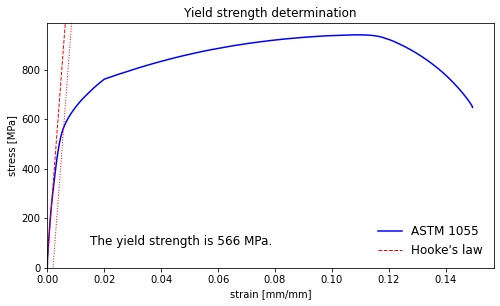 Yield strength determination
stress [MPa]
800
600
400
200
0
The yield strength is 566 MPa.
ASTM 1055
Hooke's law
0.00 0.02 0.04 0.06 0.08 0.10 0.12 0.14
strain [mm/mm]